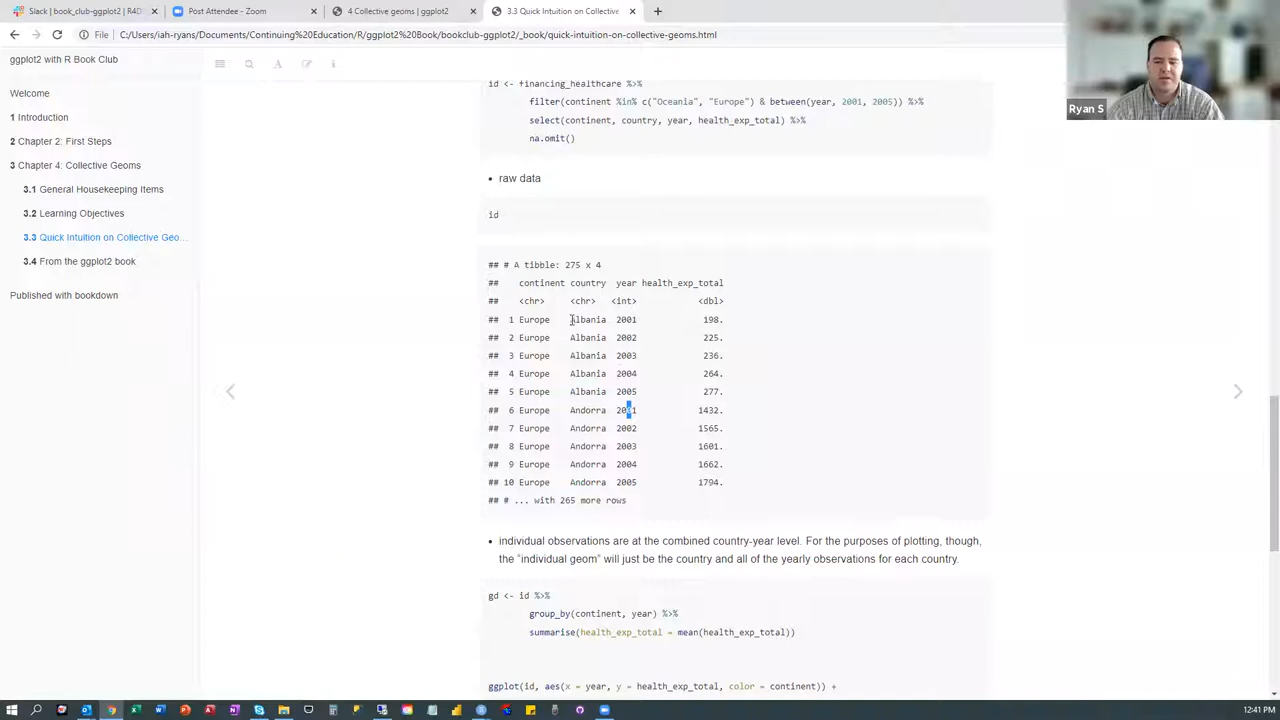 Slack | book_club-ggplot2 | R4D
Post Attendee - Zoom
4 Collective geoms | ggplot2
3.3 Quick Intuition on Collective
File
C:/Users/iah-ryans/Documents/Continuing%20Education/R/ggplot2%20Book/bookclub-ggplot2/_book/quick-intuition-on-collective-geoms.html
Ryan S
ggplot2 with R Book Club
Welcome
1 Introduction
2 Chapter 2: First Steps
3 Chapter 4: Collective Geoms
3.1 General Housekeeping Items
3.2 Learning Objectives
3.3 Quick Intuition on Collective Geo...
3.4 From the ggplot2 book
Published with bookdown
id <- financing_healthcare %>%
filter(continent %in% c("Oceania", "Europe") & between(year, 2001, 2005)) %>%
select(continent, country, year, health_exp_total) %>%
na.omit()
• raw data
id
## # A tibble: 275 x 4
## continent country year health_exp_total
## <chr> <chr> <int> <dbl>
## 1 Europe Albania 2001 198.
## 2 Europe Albania 2002 225.
## 3 Europe Albania 2003 236.
## 4 Europe Albania 2004 264.
## 5 Europe Albania 2005 277.
## 6 Europe Andorra 2001 1432.
## 7 Europe Andorra 2002 1565.
## 8 Europe Andorra 2003 1601.
## 9 Europe Andorra 2004 1662.
## 10 Europe Andorra 2005 1794.
## # ... with 265 more rows
• individual observations are at the combined country-year level. For the purposes of plotting, though,
the “individual geom” will just be the country and all of the yearly observations for each country.
gd <- id %>%
group_by(continent, year) %>%
summarise(health_exp_total = mean(health_exp_total))
ggplot(id, aes(x = year, y = health_exp_total, color = continent)) +
12:41 PM